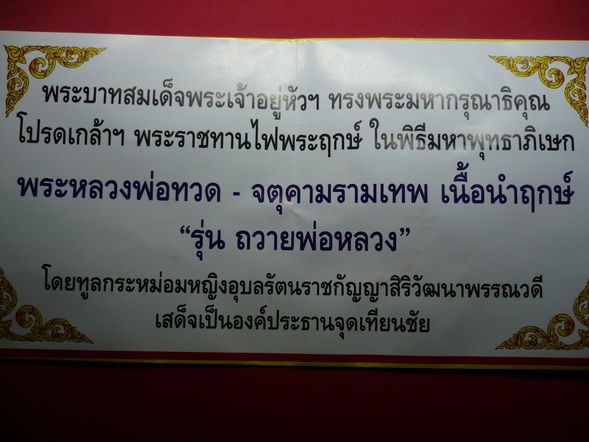 พระบาทสมเด็จพระเจ้าอยู่หัวฯ ทรงพระมหากรุณาธิคุณ
โปรดเกล้าฯ พระราชทานไฟพระฤกษ์ ในพิธีมหาพุทธาภิเษก
พระหลวงพ่อทวด - จตุคามรามเทพ เนื้อนำฤกษ์
“รุ่น ถวายพ่อหลวง”
โดยทูลกระหม่อมหญิงอุบลรัตนราชกัญญาสิริวัฒนาพรรณวดี
เสด็จเป็นองค์ประธานจุดเทียนชัย